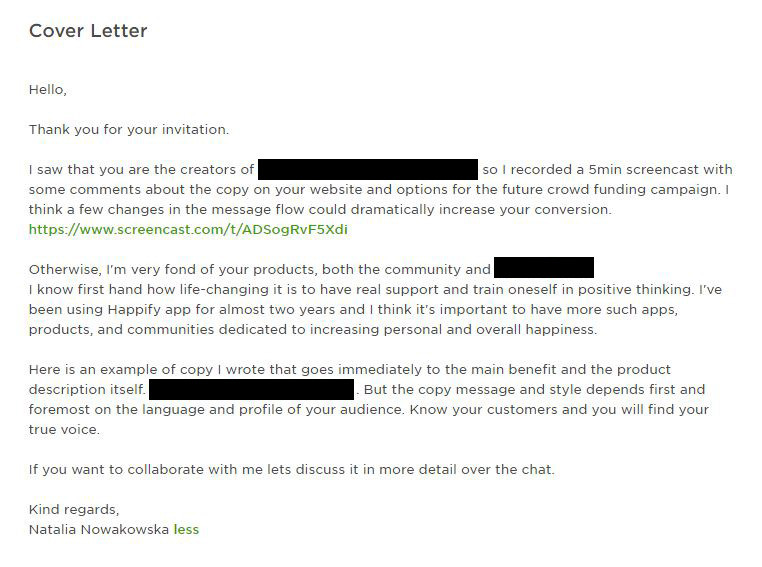 Cover Letter
Hello,
Thank you for your invitation.
I saw that you are the creators of so I recorded a 5min screencast with
some comments about the copy on your website and options for the future crowd funding campaign. I
think a few changes in the message flow could dramatically increase your conversion.
https://www.screencast.com/t/ADSogRvF5Xdi
Otherwise, I'm very fond of your products, both the community and
I know first hand how life-changing it is to have real support and train oneself in positive thinking. I've
been using Happify app for almost two years and I think it's important to have more such apps,
products, and communities dedicated to increasing personal and overall happiness.
Here is an example of copy I wrote that goes immediately to the main benefit and the product
description itself. . But the copy message and style depends first and
foremost on the language and profile of your audience. Know your customers and you will find your
true voice.
If you want to collaborate with me lets discuss it in more detail over the chat.
Kind regards,
Natalia Nowakowska less